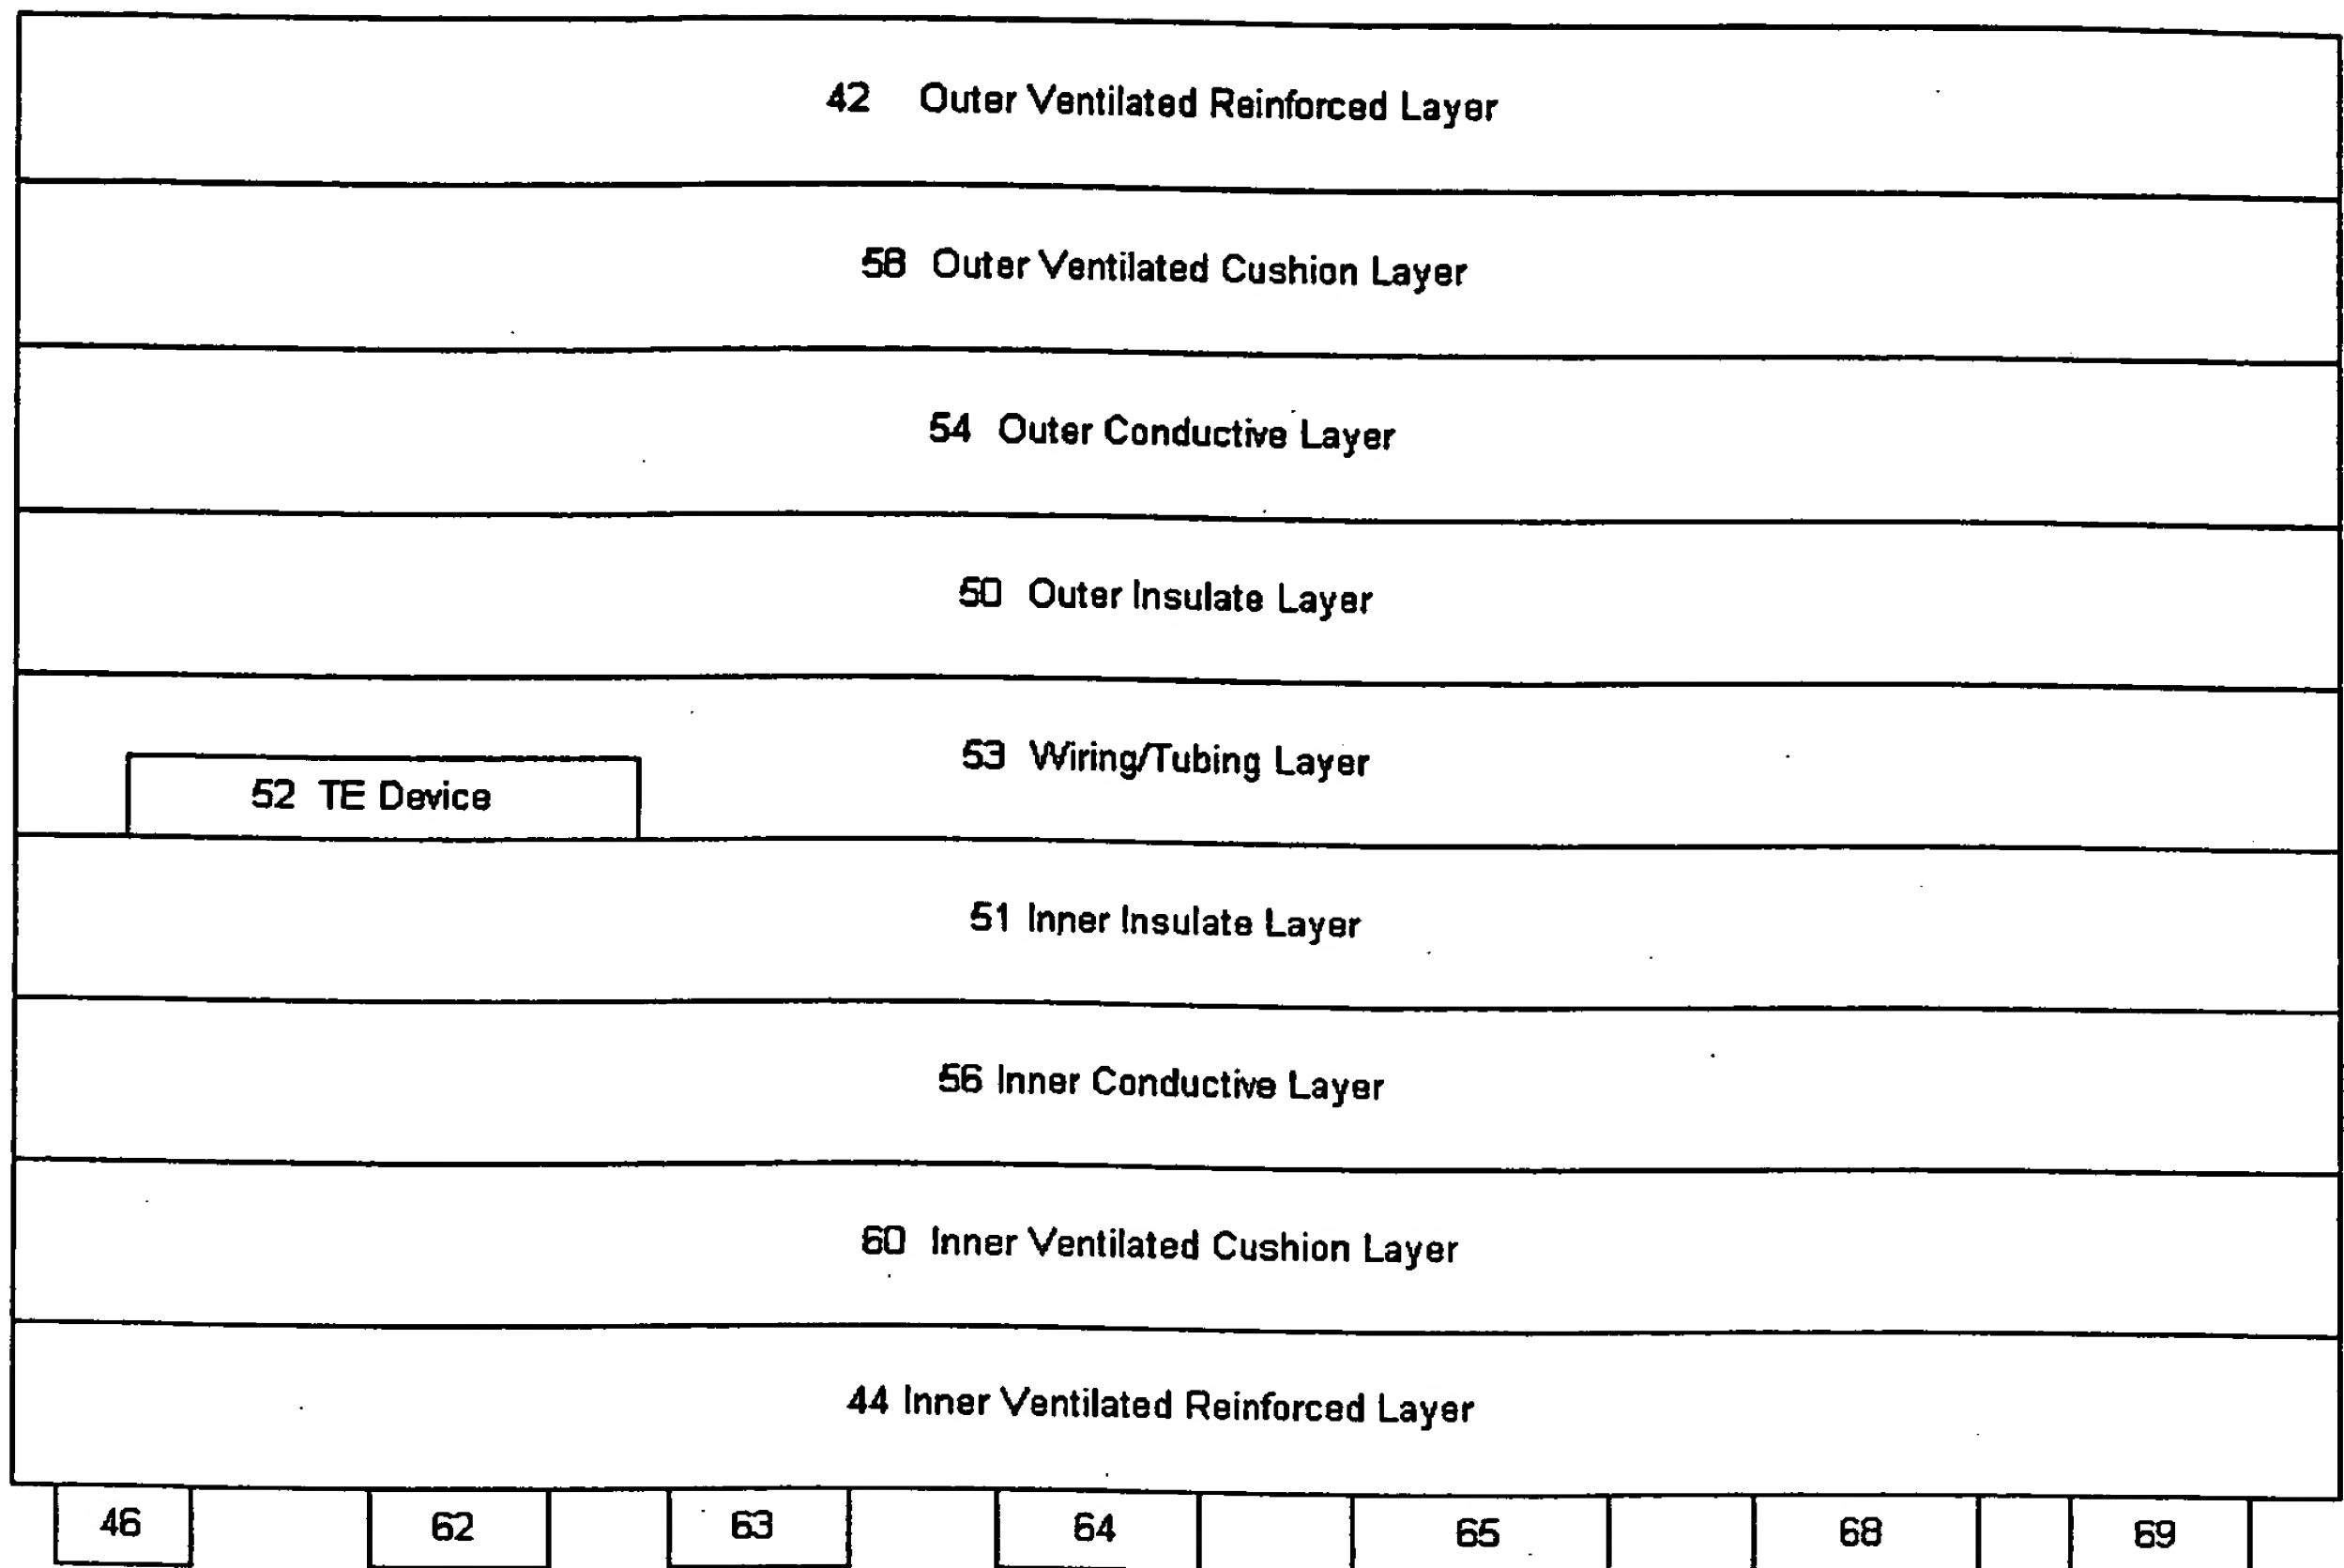 42 Outer Ventilated Reinforced Layer
58 Outer Ventilated Cushion Layer
54 Outer Conductive Layer
50 Outer Insulate Layer
53 Wiring/Tubing Layer
52 TE Device
51 Inner Insulate Layer
56 Inner Conductive Layer
60 Inner Ventilated Cushion Layer
44 Inner Ventilated Reinforced Layer
46 62 63 64 65 68 69